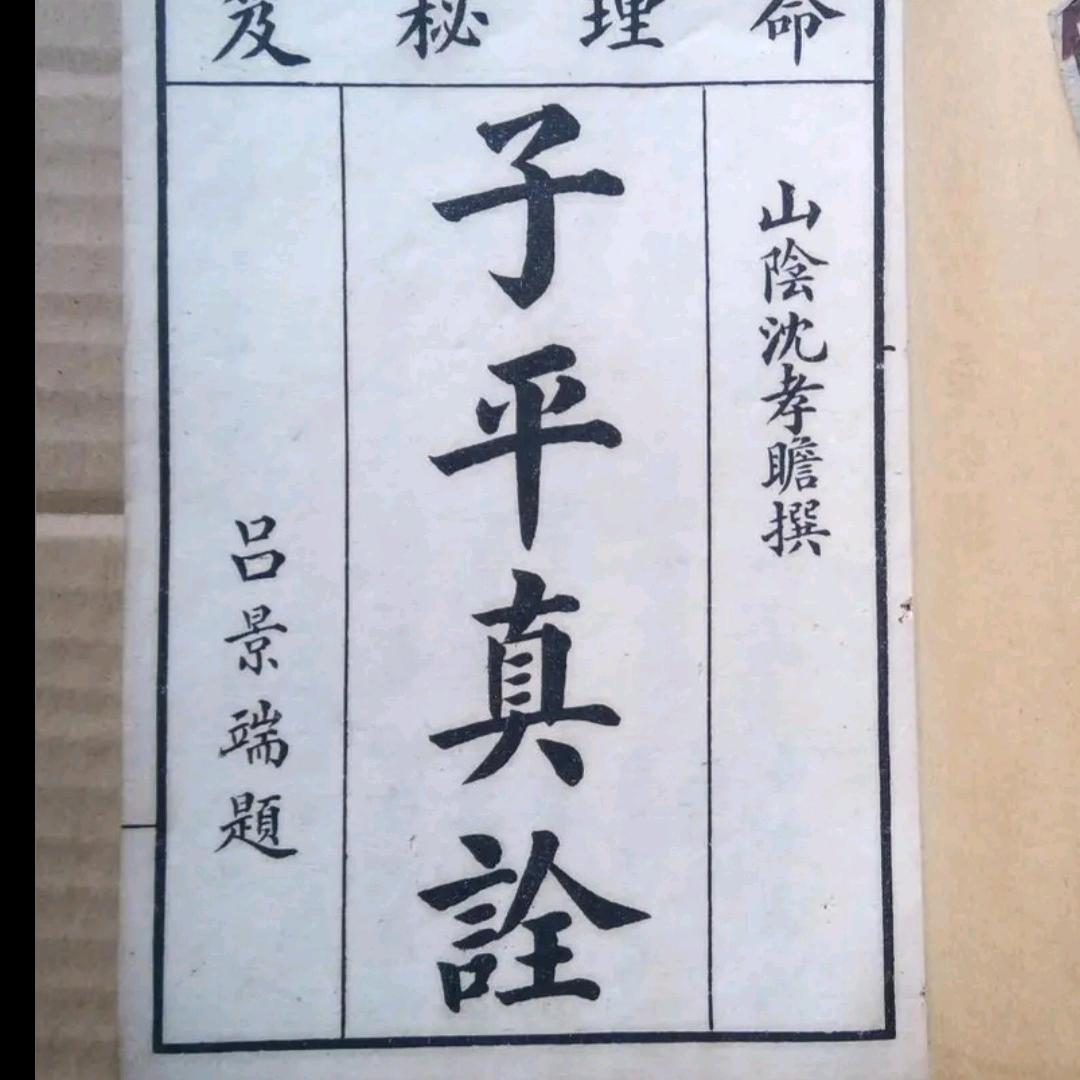 命理秘笈
山陰沈孝瞻撰
子平真詮
呂景端題